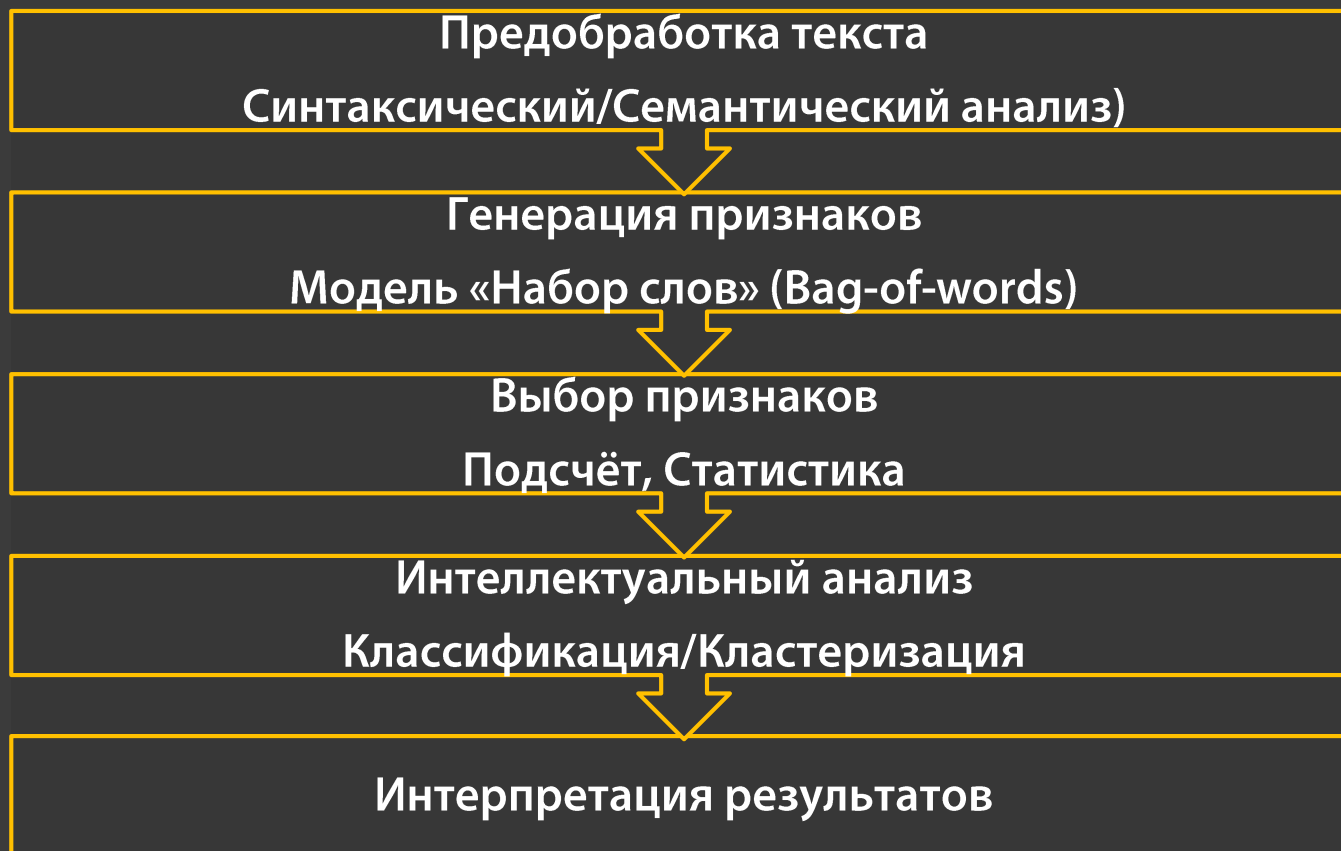 Предобработка текста
Синтаксический/Семантический анализ)
Генерация признаков
Модель «Набор слов» (Bag-of-words)
Выбор признаков
Подсчёт, Статистика
Интеллектуальный анализ
Классификация/Кластеризация
Интерпретация результатов